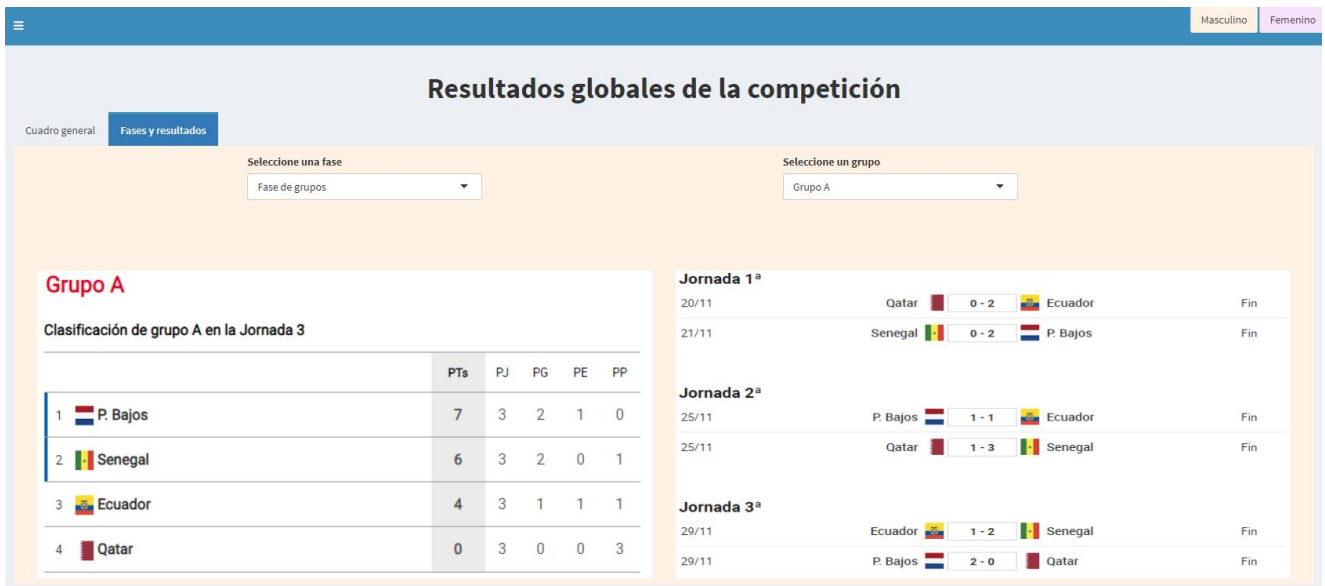 Masculino Femenino
Resultados globales de la competición
Cuadro general Fases y resultados
Seleccione una fase
Fase de grupos
Seleccione un grupo
Grupo A
Grupo A
Clasificación de grupo A en la Jornada 3
PTs PJ PG PE PP
1 P. Bajos 7 3 2 1 0
2 Senegal 6 3 2 0 1
3 Ecuador 4 3 1 1 1
4 Qatar 0 3 0 0 3
Jornada 1ª
20/11 Qatar 0 - 2 Ecuador Fin
21/11 Senegal 0 - 2 P. Bajos Fin
Jornada 2ª
25/11 P. Bajos 1 - 1 Ecuador Fin
25/11 Qatar 1 - 3 Senegal Fin
Jornada 3ª
29/11 Ecuador 1 - 2 Senegal Fin
29/11 P. Bajos 2 - 0 Qatar Fin